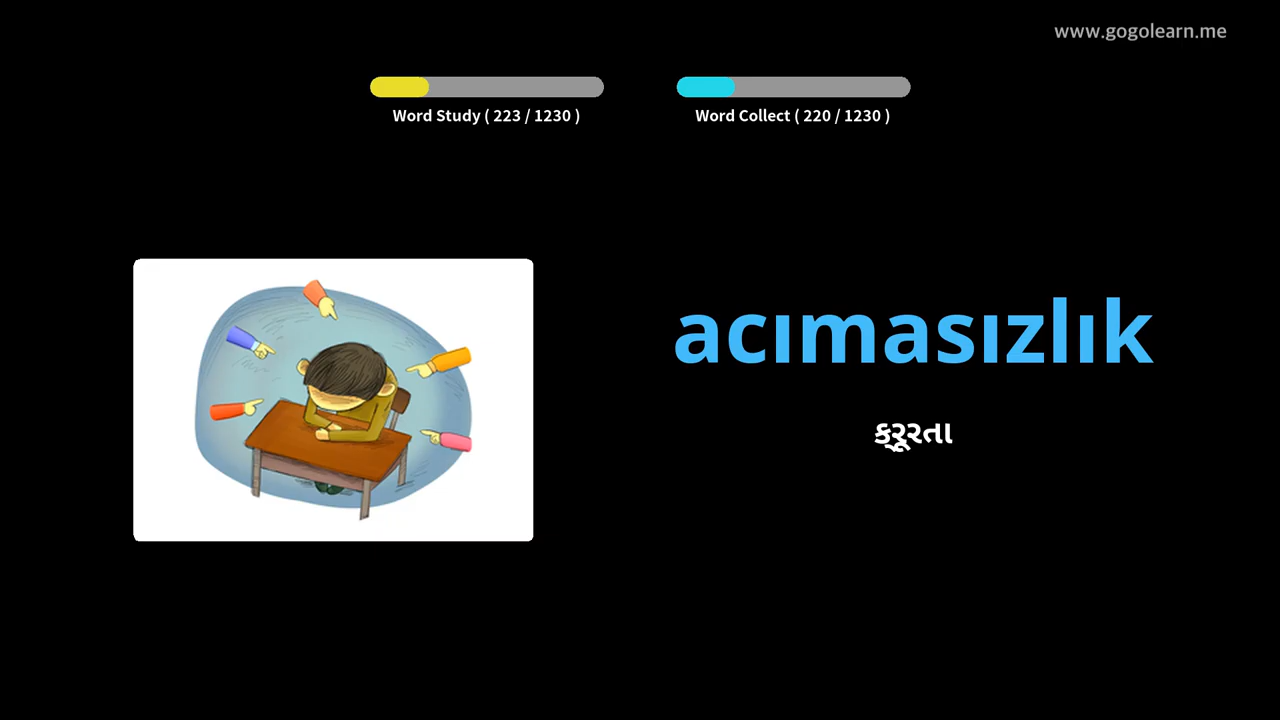 www.gogolearn.me
Word Study ( 223 / 1230 )
Word Collect ( 220 / 1230 )
acımasızlık
ક્રૂરતા